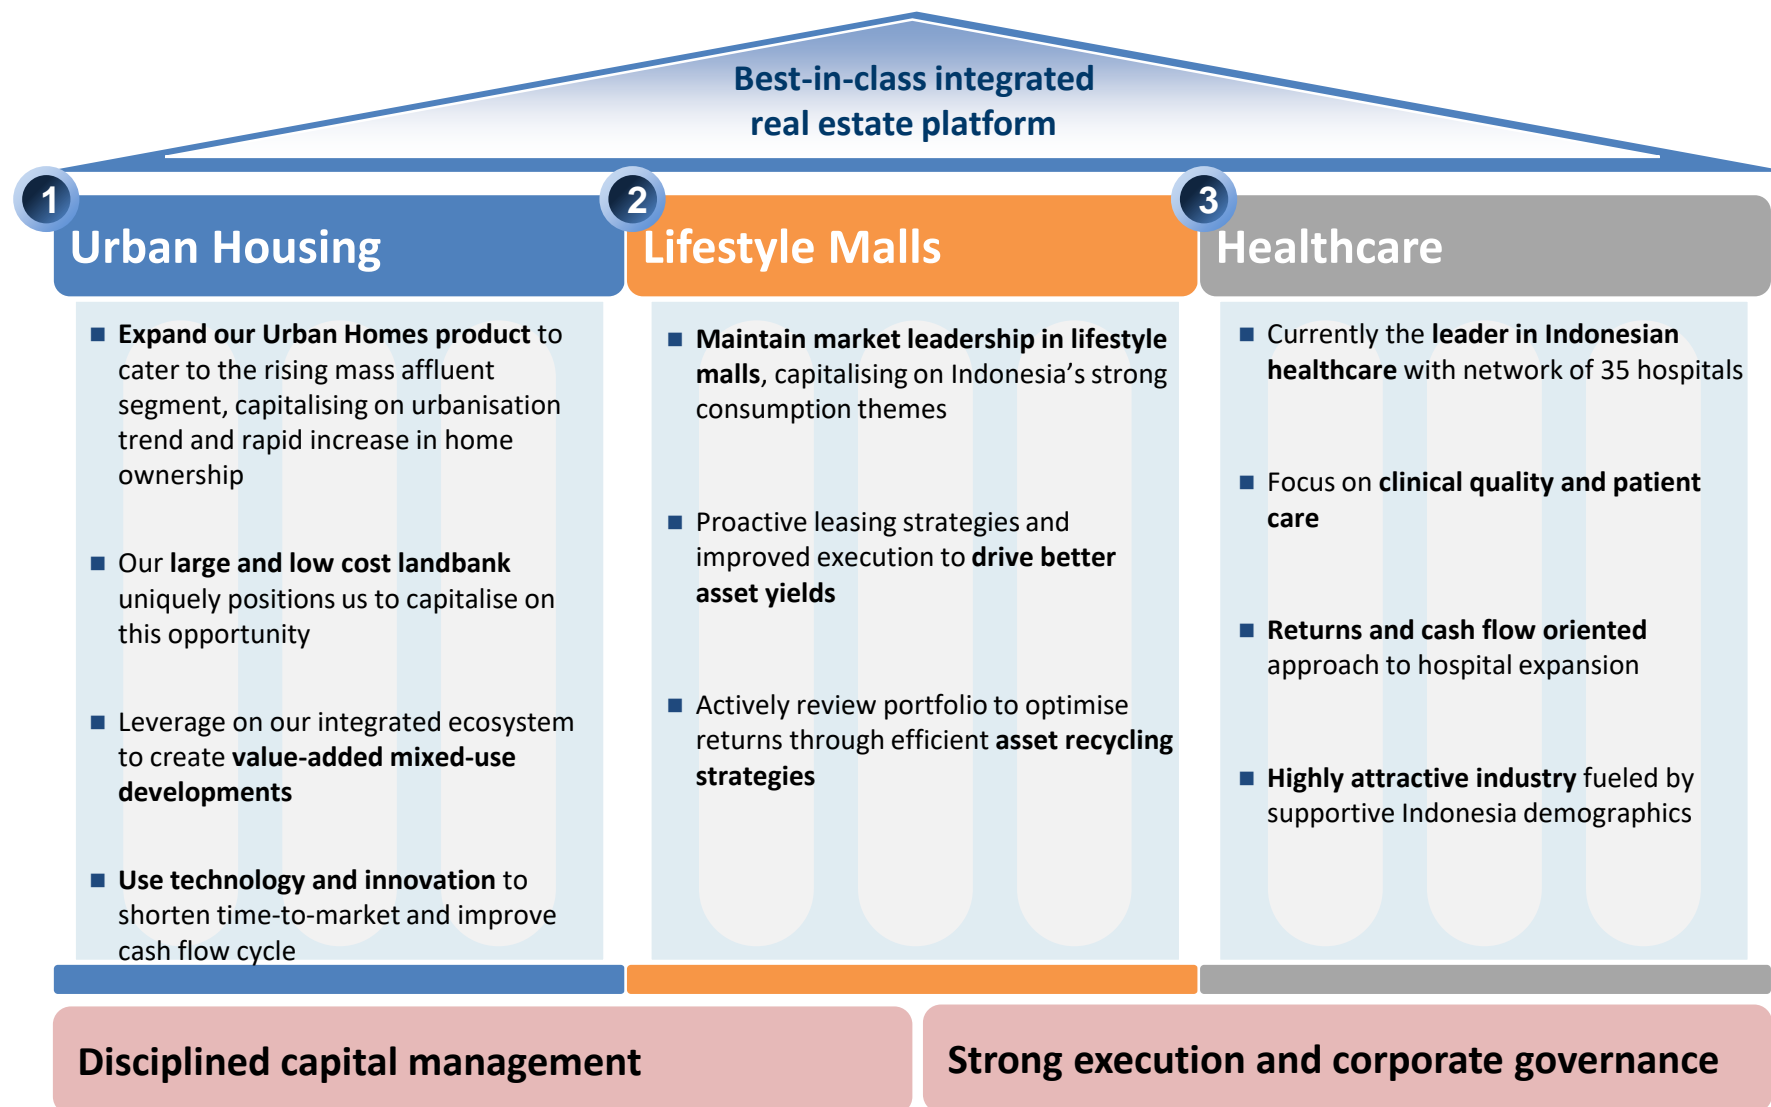 Best-in-class integrated
real estate platform
1
Urban Housing
■ Expand our Urban Homes product to
cater to the rising mass affluent
segment, capitalising on urbanisation
trend and rapid increase in home
ownership
■ Our large and low cost landbank
uniquely positions us to capitalise on
this opportunity
■ Leverage on our integrated ecosystem
to create value-added mixed-use
developments
■ Use technology and innovation to
shorten time-to-market and improve
cash flow cycle
2
Lifestyle Malls
■ Maintain market leadership in lifestyle
malls, capitalising on Indonesia’s strong
consumption themes
■ Proactive leasing strategies and
improved execution to drive better
asset yields
■ Actively review portfolio to optimise
returns through efficient asset recycling
strategies
3
Healthcare
■ Currently the leader in Indonesian
healthcare with network of 35 hospitals
■ Focus on clinical quality and patient
care
■ Returns and cash flow oriented
approach to hospital expansion
■ Highly attractive industry fueled by
supportive Indonesia demographics
Disciplined capital management
Strong execution and corporate governance